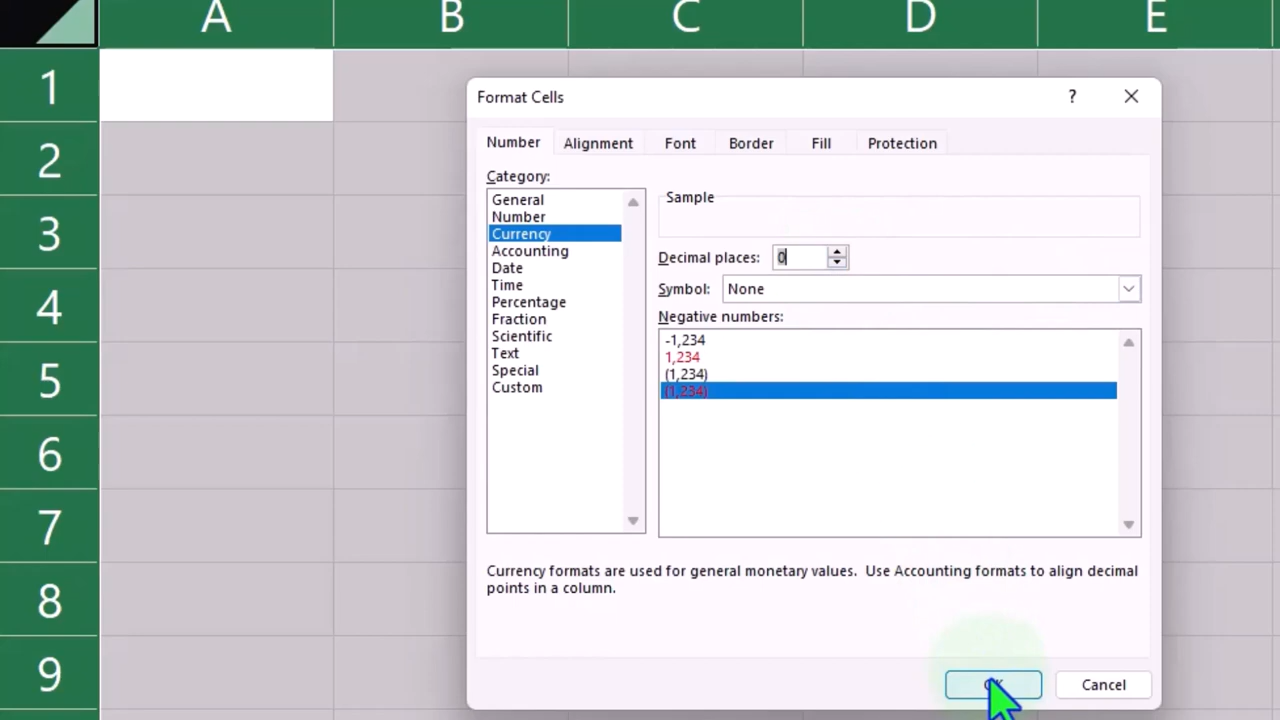 A B C D E
1
2
3
4
5
6
7
8
9
Format Cells ?
Number Alignment Font Border Fill Protection
Category:
General
Number
Currency
Accounting
Date
Time
Percentage
Fraction
Scientific
Text
Special
Custom
Sample
Decimal places: 0
Symbol: None
Negative numbers:
-1,234
1,234
(1,234)
(1,234)
Currency formats are used for general monetary values.  Use Accounting formats to align decimal
points in a column.
OK Cancel